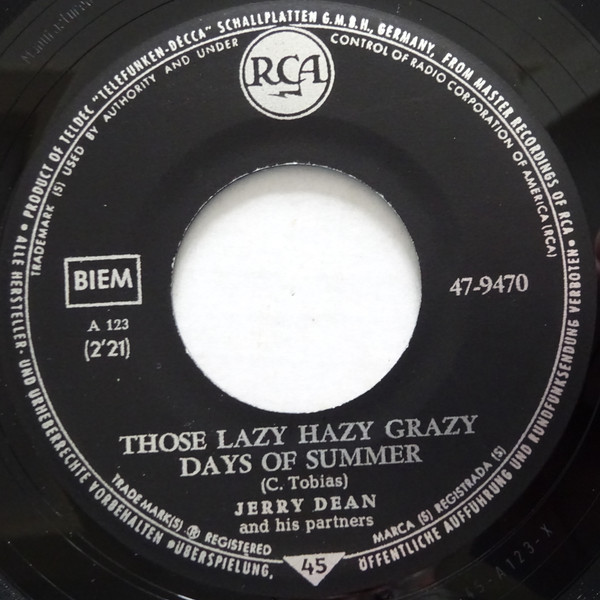 • PRODUCT OF TELDEC "TELEFUNKEN-DECCA" SCHALLPLATTEN G.M.B.H., GERMANY, FROM MASTER RECORDINGS OF RCA •
TRADEMARK (S) USED BY AUTHORITY AND UNDER CONTROL OF RADIO CORPORATION OF AMERICA (RCA)
RCA
BIEM
47-9470
A 123
(2'21)
THOSE LAZY HAZY GRAZY
DAYS OF SUMMER
(C. Tobias)
JERRY DEAN
and his partners
TRADE MARK(S) ® REGISTERED
MARCA (S) REGISTRADA (S)
45
ALLE HERSTELLER- UND URHEBERRECHTE VORBEHALTEN • ÜBERSPIELUNG, ÖFFENTLICHE AUFFÜHRUNG UND RUNDFUNKSENDUNG VERBOTEN
A123-X